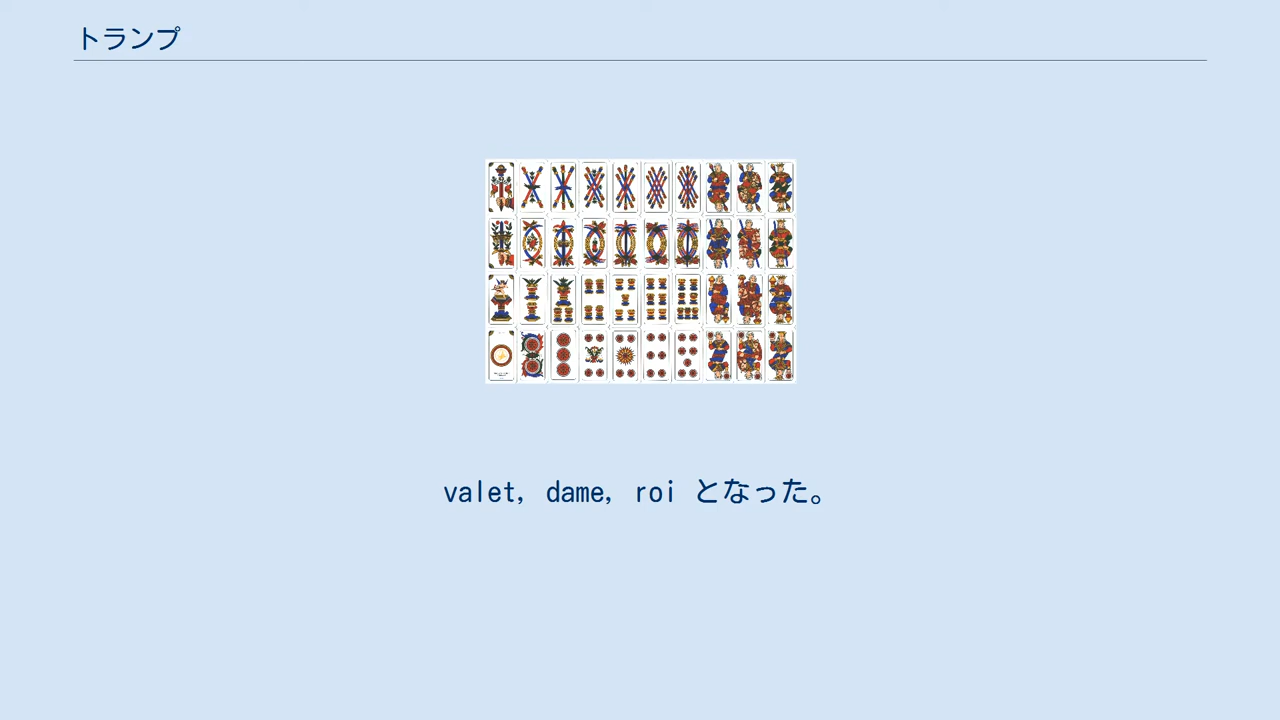 トランプ
valet, dame, roi となった。